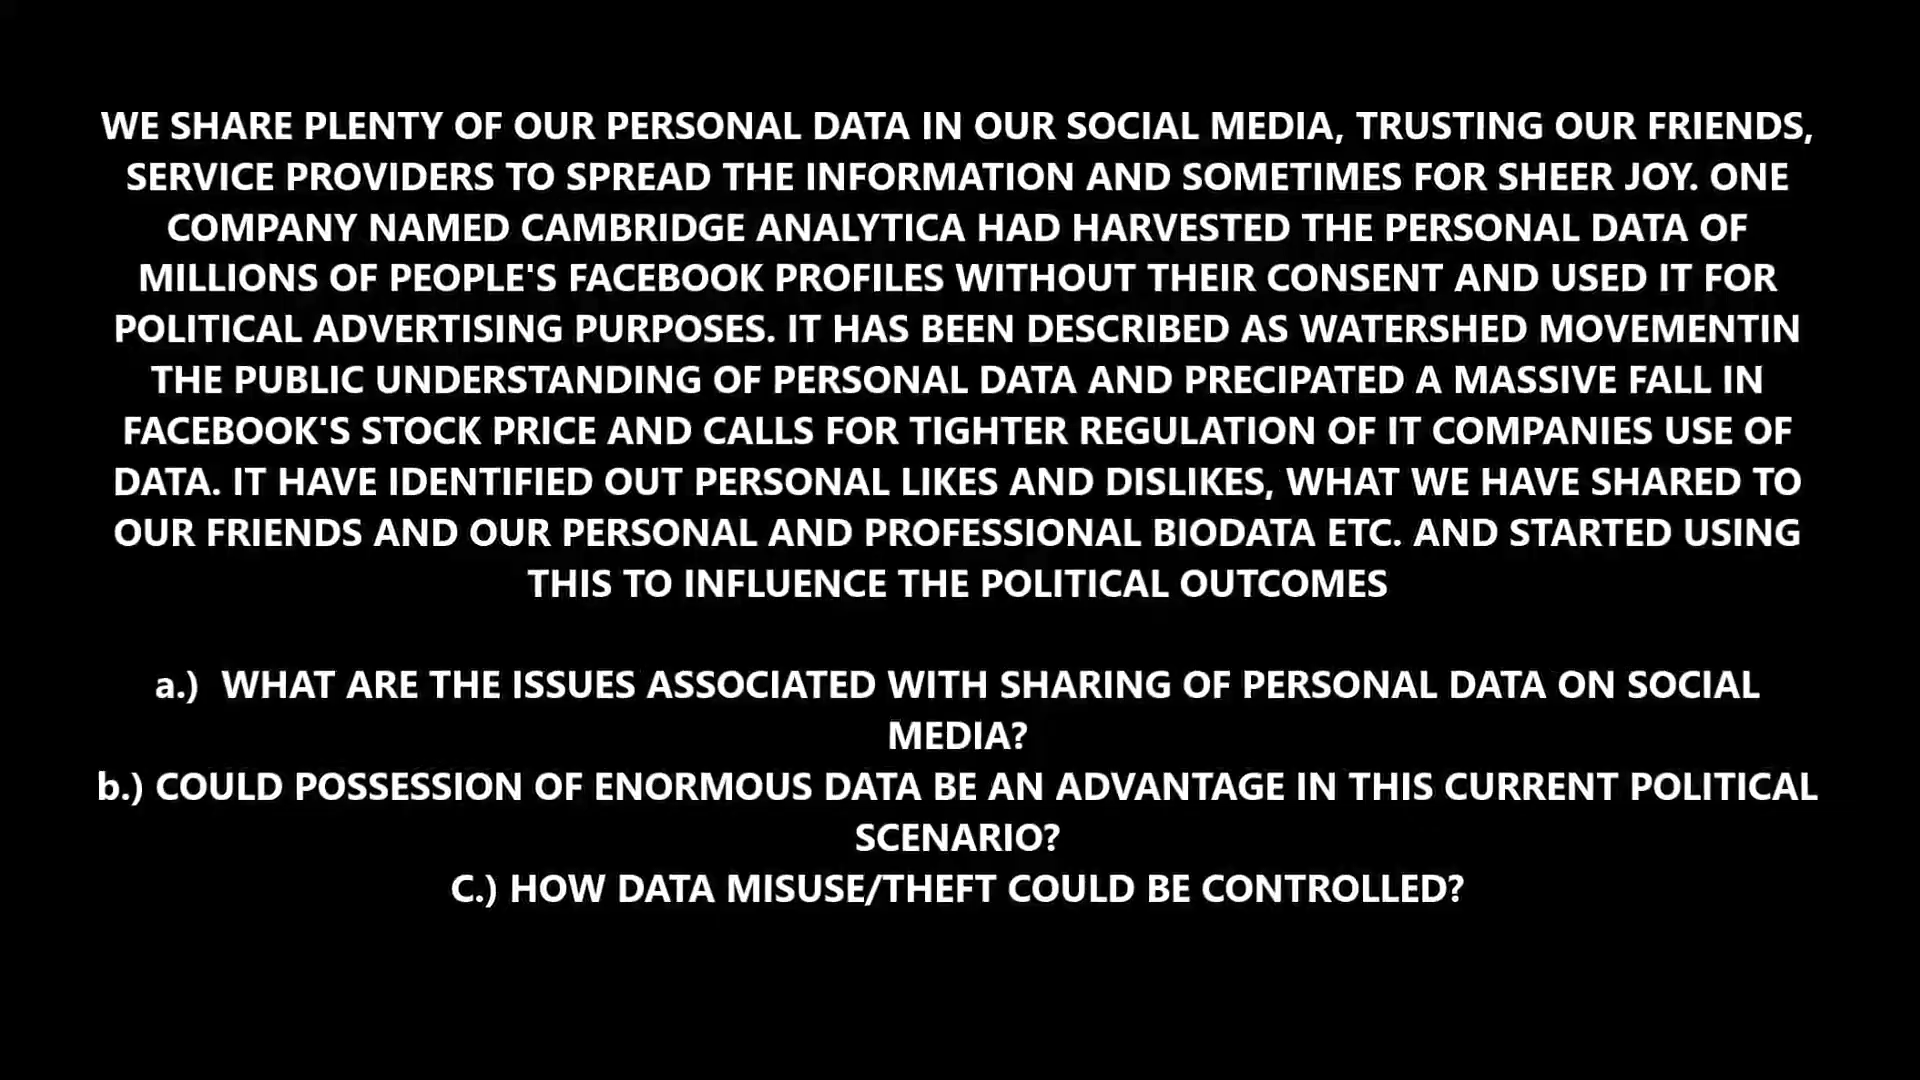 WE SHARE PLENTY OF OUR PERSONAL DATA IN OUR SOCIAL MEDIA, TRUSTING OUR FRIENDS,
SERVICE PROVIDERS TO SPREAD THE INFORMATION AND SOMETIMES FOR SHEER JOY. ONE
COMPANY NAMED CAMBRIDGE ANALYTICA HAD HARVESTED THE PERSONAL DATA OF
MILLIONS OF PEOPLE'S FACEBOOK PROFILES WITHOUT THEIR CONSENT AND USED IT FOR
POLITICAL ADVERTISING PURPOSES. IT HAS BEEN DESCRIBED AS WATERSHED MOVEMENTIN
THE PUBLIC UNDERSTANDING OF PERSONAL DATA AND PRECIPATED A MASSIVE FALL IN
FACEBOOK'S STOCK PRICE AND CALLS FOR TIGHTER REGULATION OF IT COMPANIES USE OF
DATA. IT HAVE IDENTIFIED OUT PERSONAL LIKES AND DISLIKES, WHAT WE HAVE SHARED TO
OUR FRIENDS AND OUR PERSONAL AND PROFESSIONAL BIODATA ETC. AND STARTED USING
THIS TO INFLUENCE THE POLITICAL OUTCOMES
a.) WHAT ARE THE ISSUES ASSOCIATED WITH SHARING OF PERSONAL DATA ON SOCIAL
MEDIA?
b.) COULD POSSESSION OF ENORMOUS DATA BE AN ADVANTAGE IN THIS CURRENT POLITICAL
SCENARIO?
C.) HOW DATA MISUSE/THEFT COULD BE CONTROLLED?